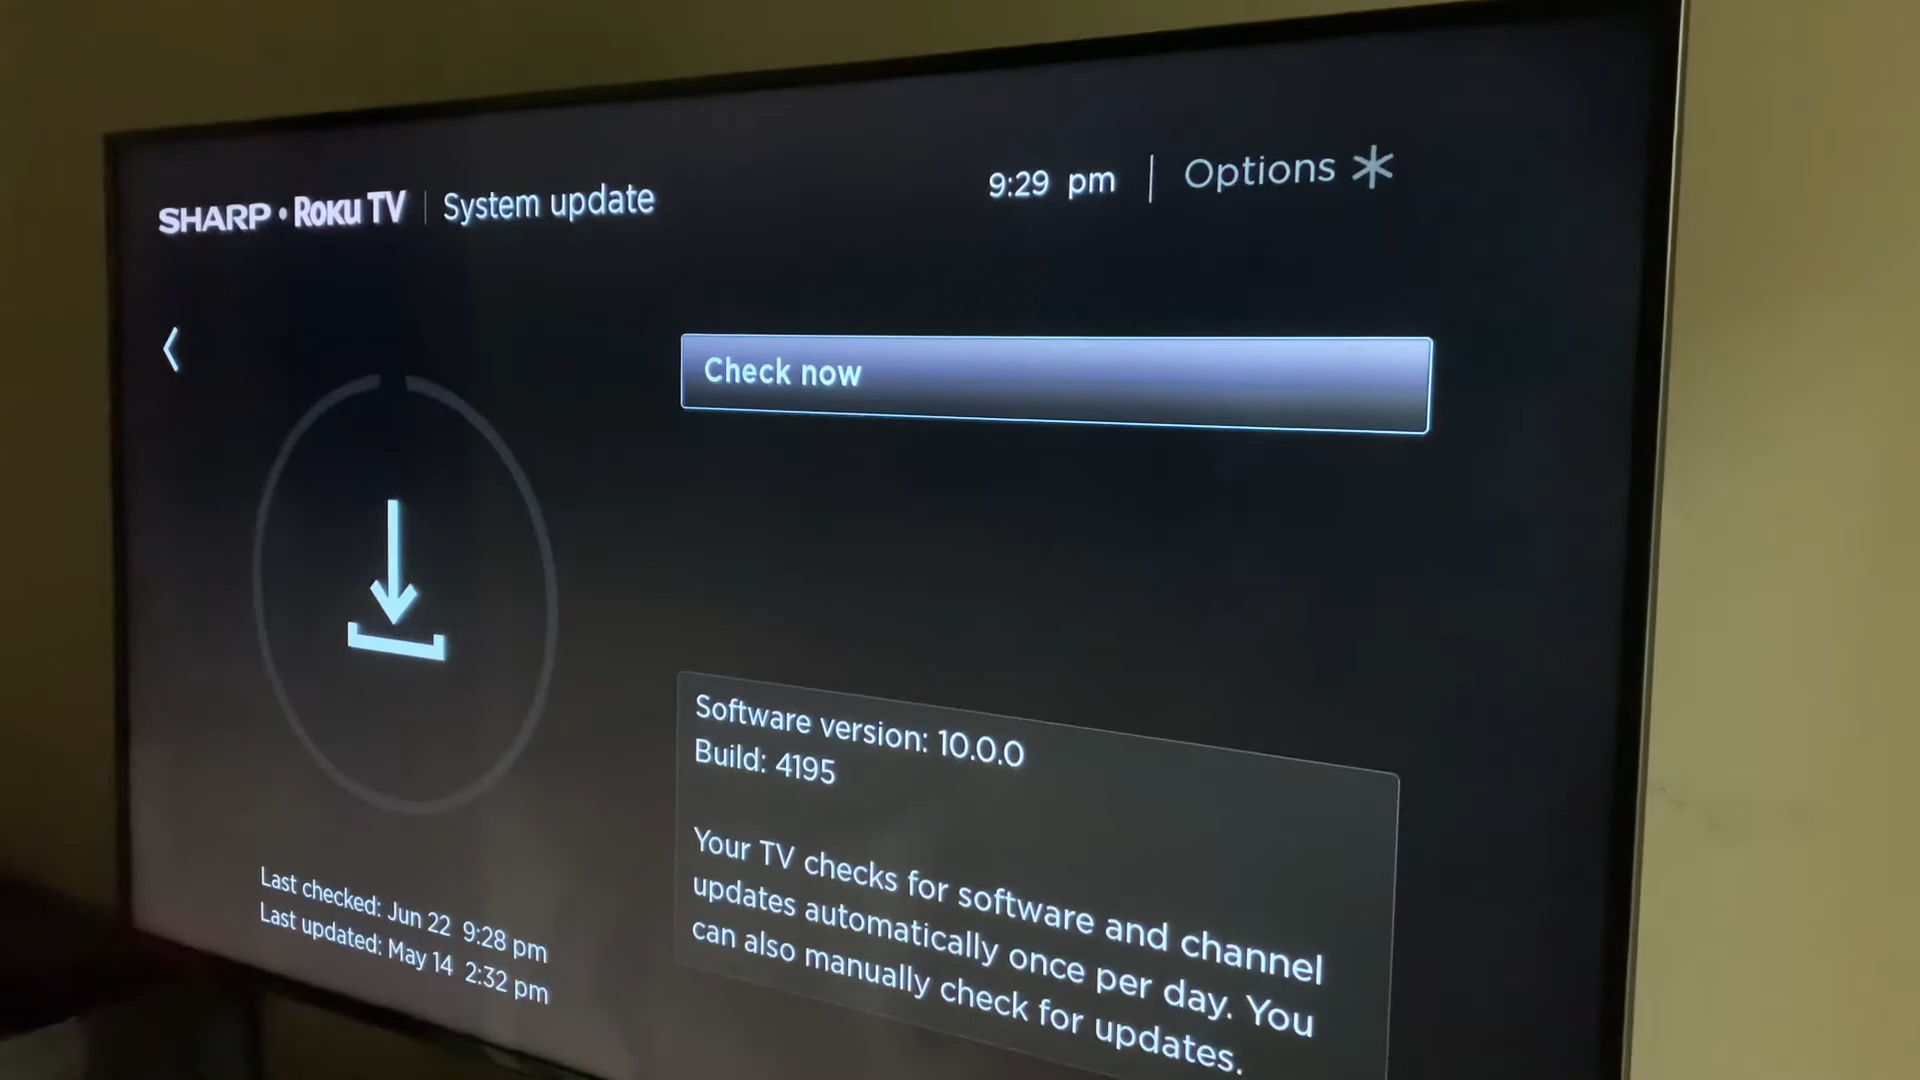 SHARP • ROKU TV | System update
9:29 pm | Options
Check now
Software version: 10.0.0
Build: 4195
Your TV checks for software and channel
updates automatically once per day. You
can also manually check for updates.
Last checked: Jun 22 9:28 pm
Last updated: May 14 2:32 pm